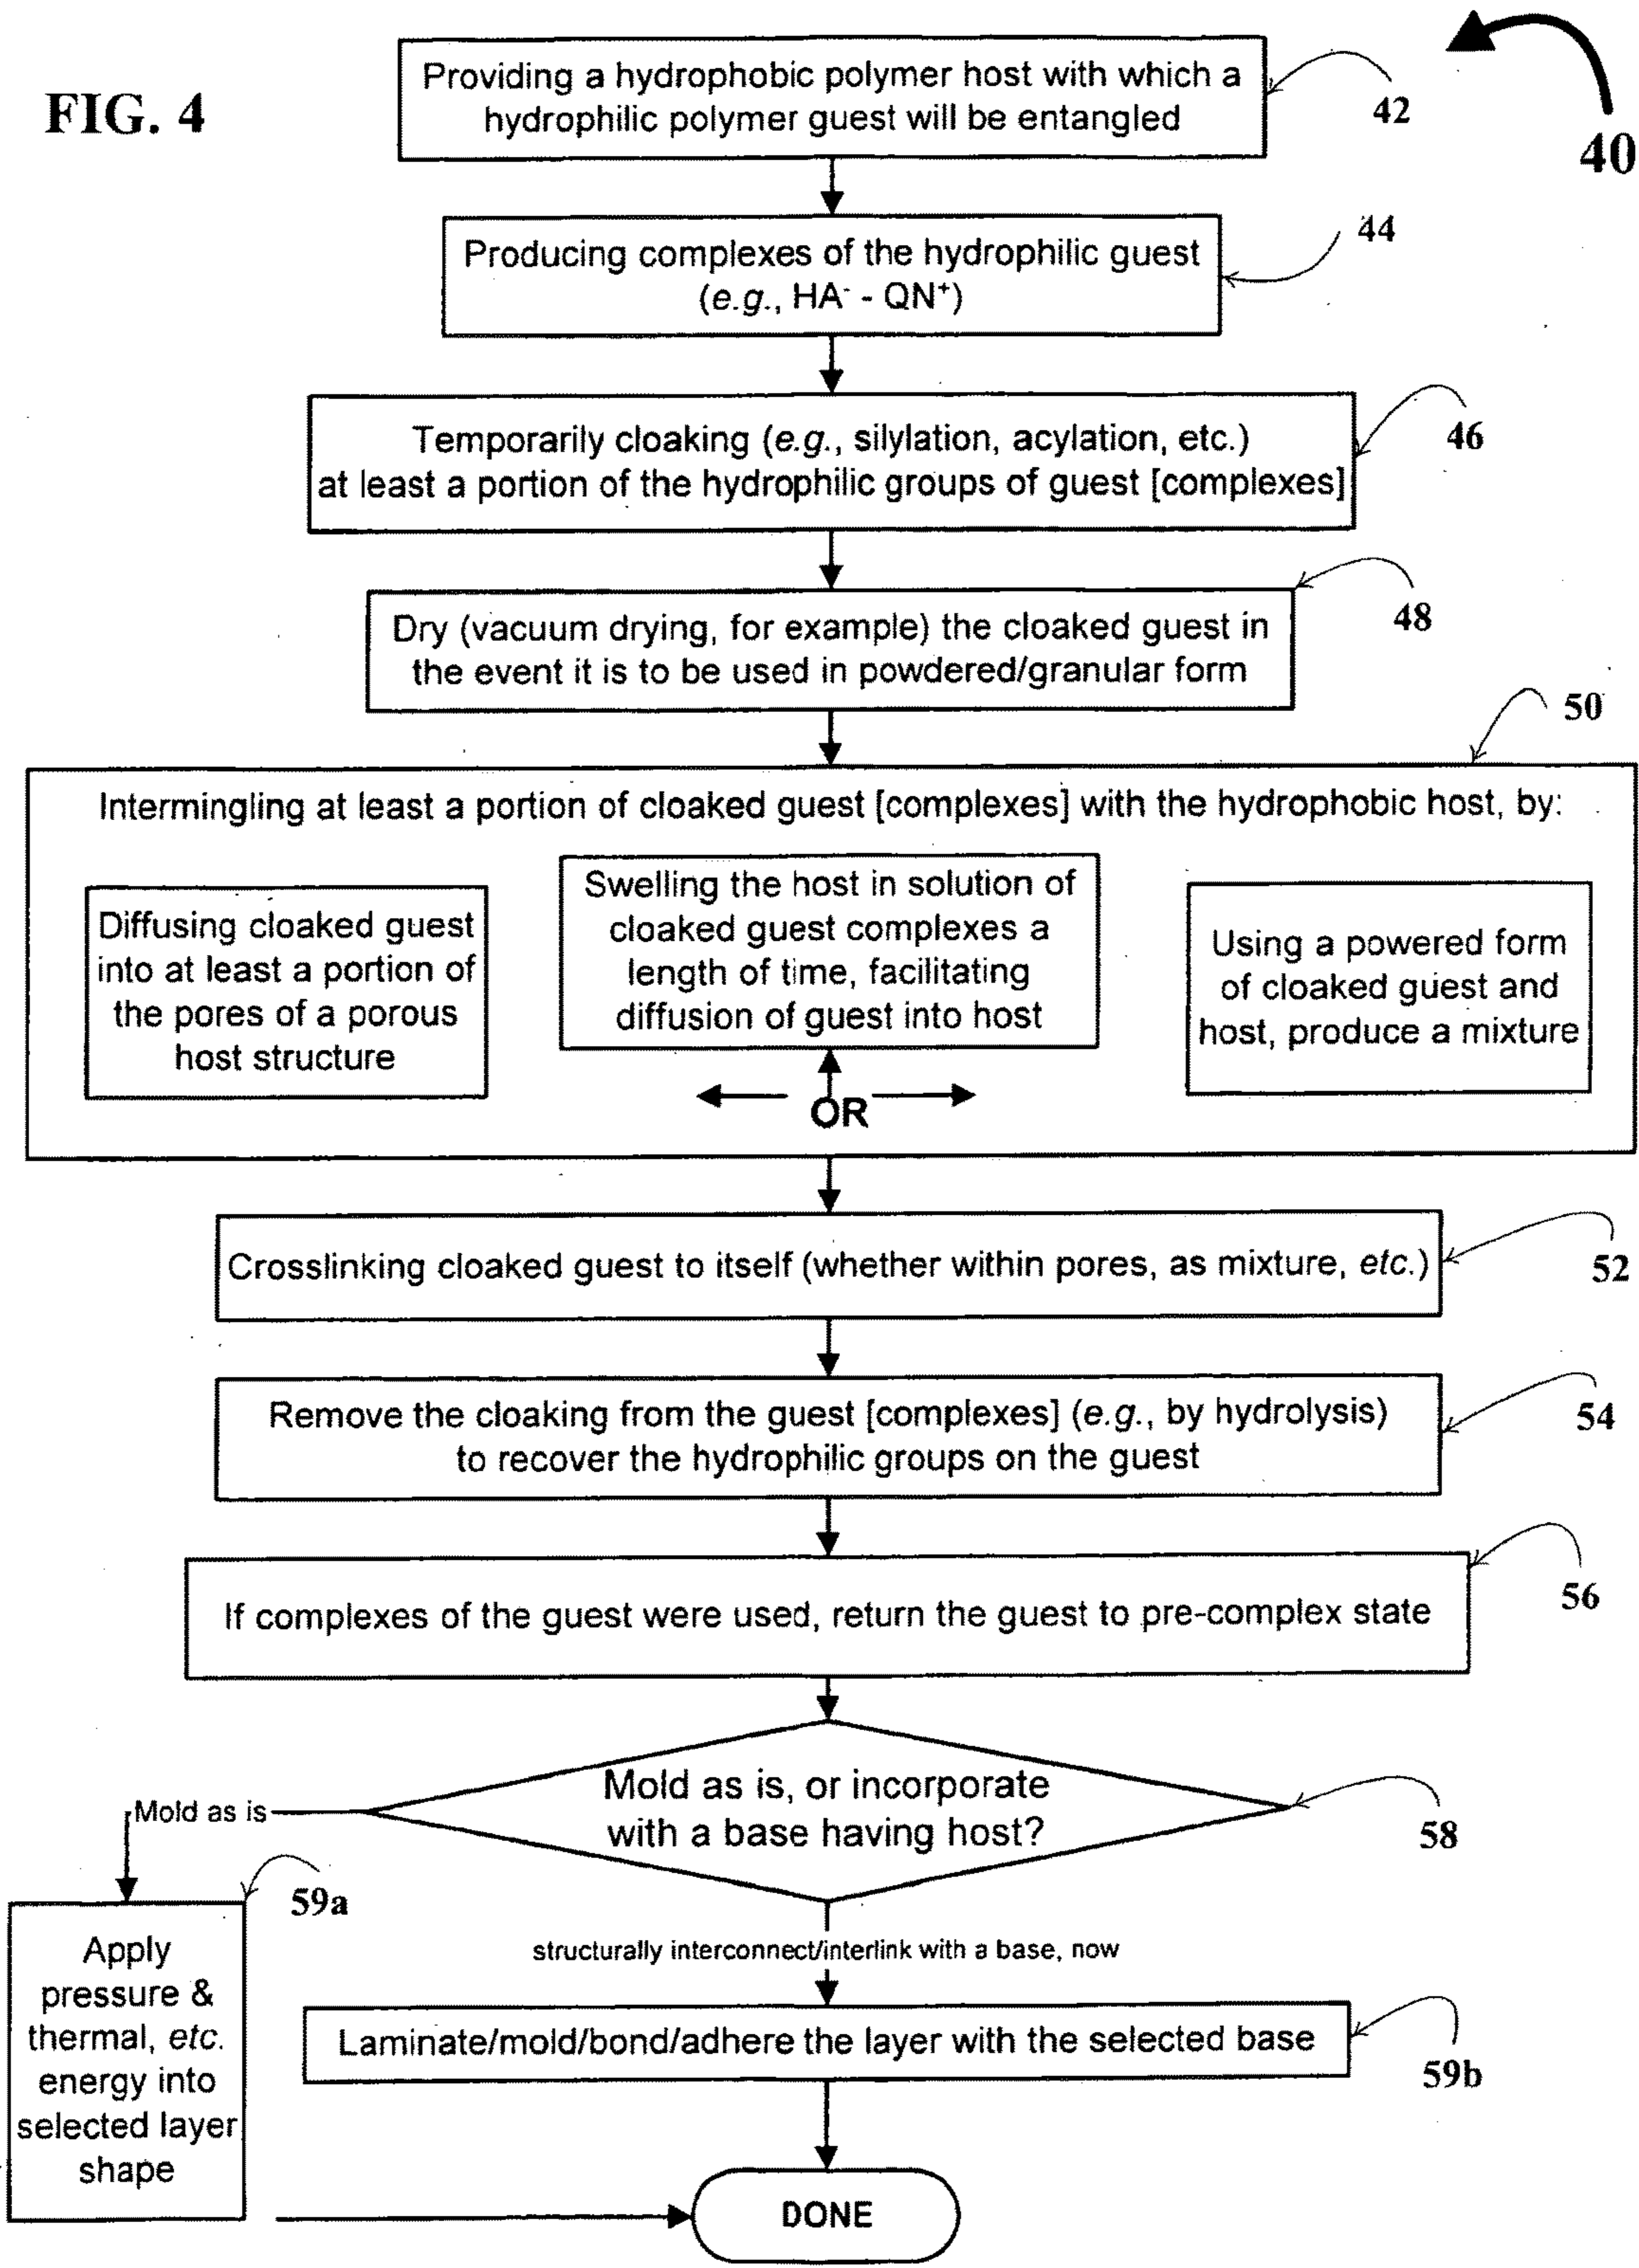 FIG. 4
40
Providing a hydrophobic polymer host with which a
hydrophilic polymer guest will be entangled
42
Producing complexes of the hydrophilic guest
(e.g., HA⁻ - QN⁺)
44
Temporarily cloaking (e.g., silylation, acylation, etc.)
at least a portion of the hydrophilic groups of guest [complexes]
46
Dry (vacuum drying, for example) the cloaked guest in
the event it is to be used in powdered/granular form
48
50
Intermingling at least a portion of cloaked guest [complexes] with the hydrophobic host, by:
Diffusing cloaked guest
into at least a portion of
the pores of a porous
host structure
Swelling the host in solution of
cloaked guest complexes a
length of time, facilitating
diffusion of guest into host
Using a powered form
of cloaked guest and
host, produce a mixture
OR
Crosslinking cloaked guest to itself (whether within pores, as mixture, etc.)
52
Remove the cloaking from the guest [complexes] (e.g., by hydrolysis)
to recover the hydrophilic groups on the guest
54
If complexes of the guest were used, return the guest to pre-complex state
56
Mold as is, or incorporate
with a base having host?
58
Mold as is
59a
Apply
pressure &
thermal, etc.
energy into
selected layer
shape
structurally interconnect/interlink with a base, now
Laminate/mold/bond/adhere the layer with the selected base
59b
DONE